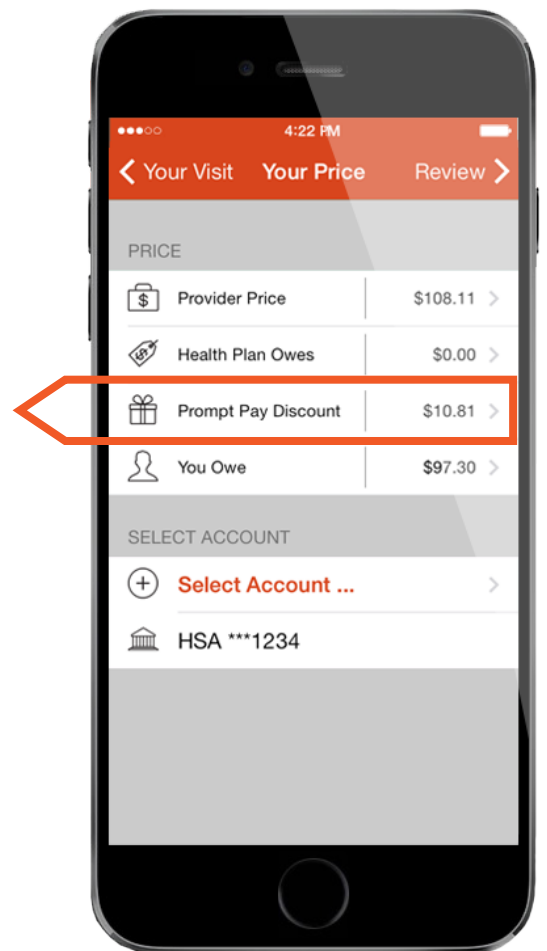 4:22 PM
Your Visit Your Price Review
PRICE
Provider Price $108.11
Health Plan Owes $0.00
Prompt Pay Discount $10.81
You Owe $97.30
SELECT ACCOUNT
Select Account ...
HSA ***1234